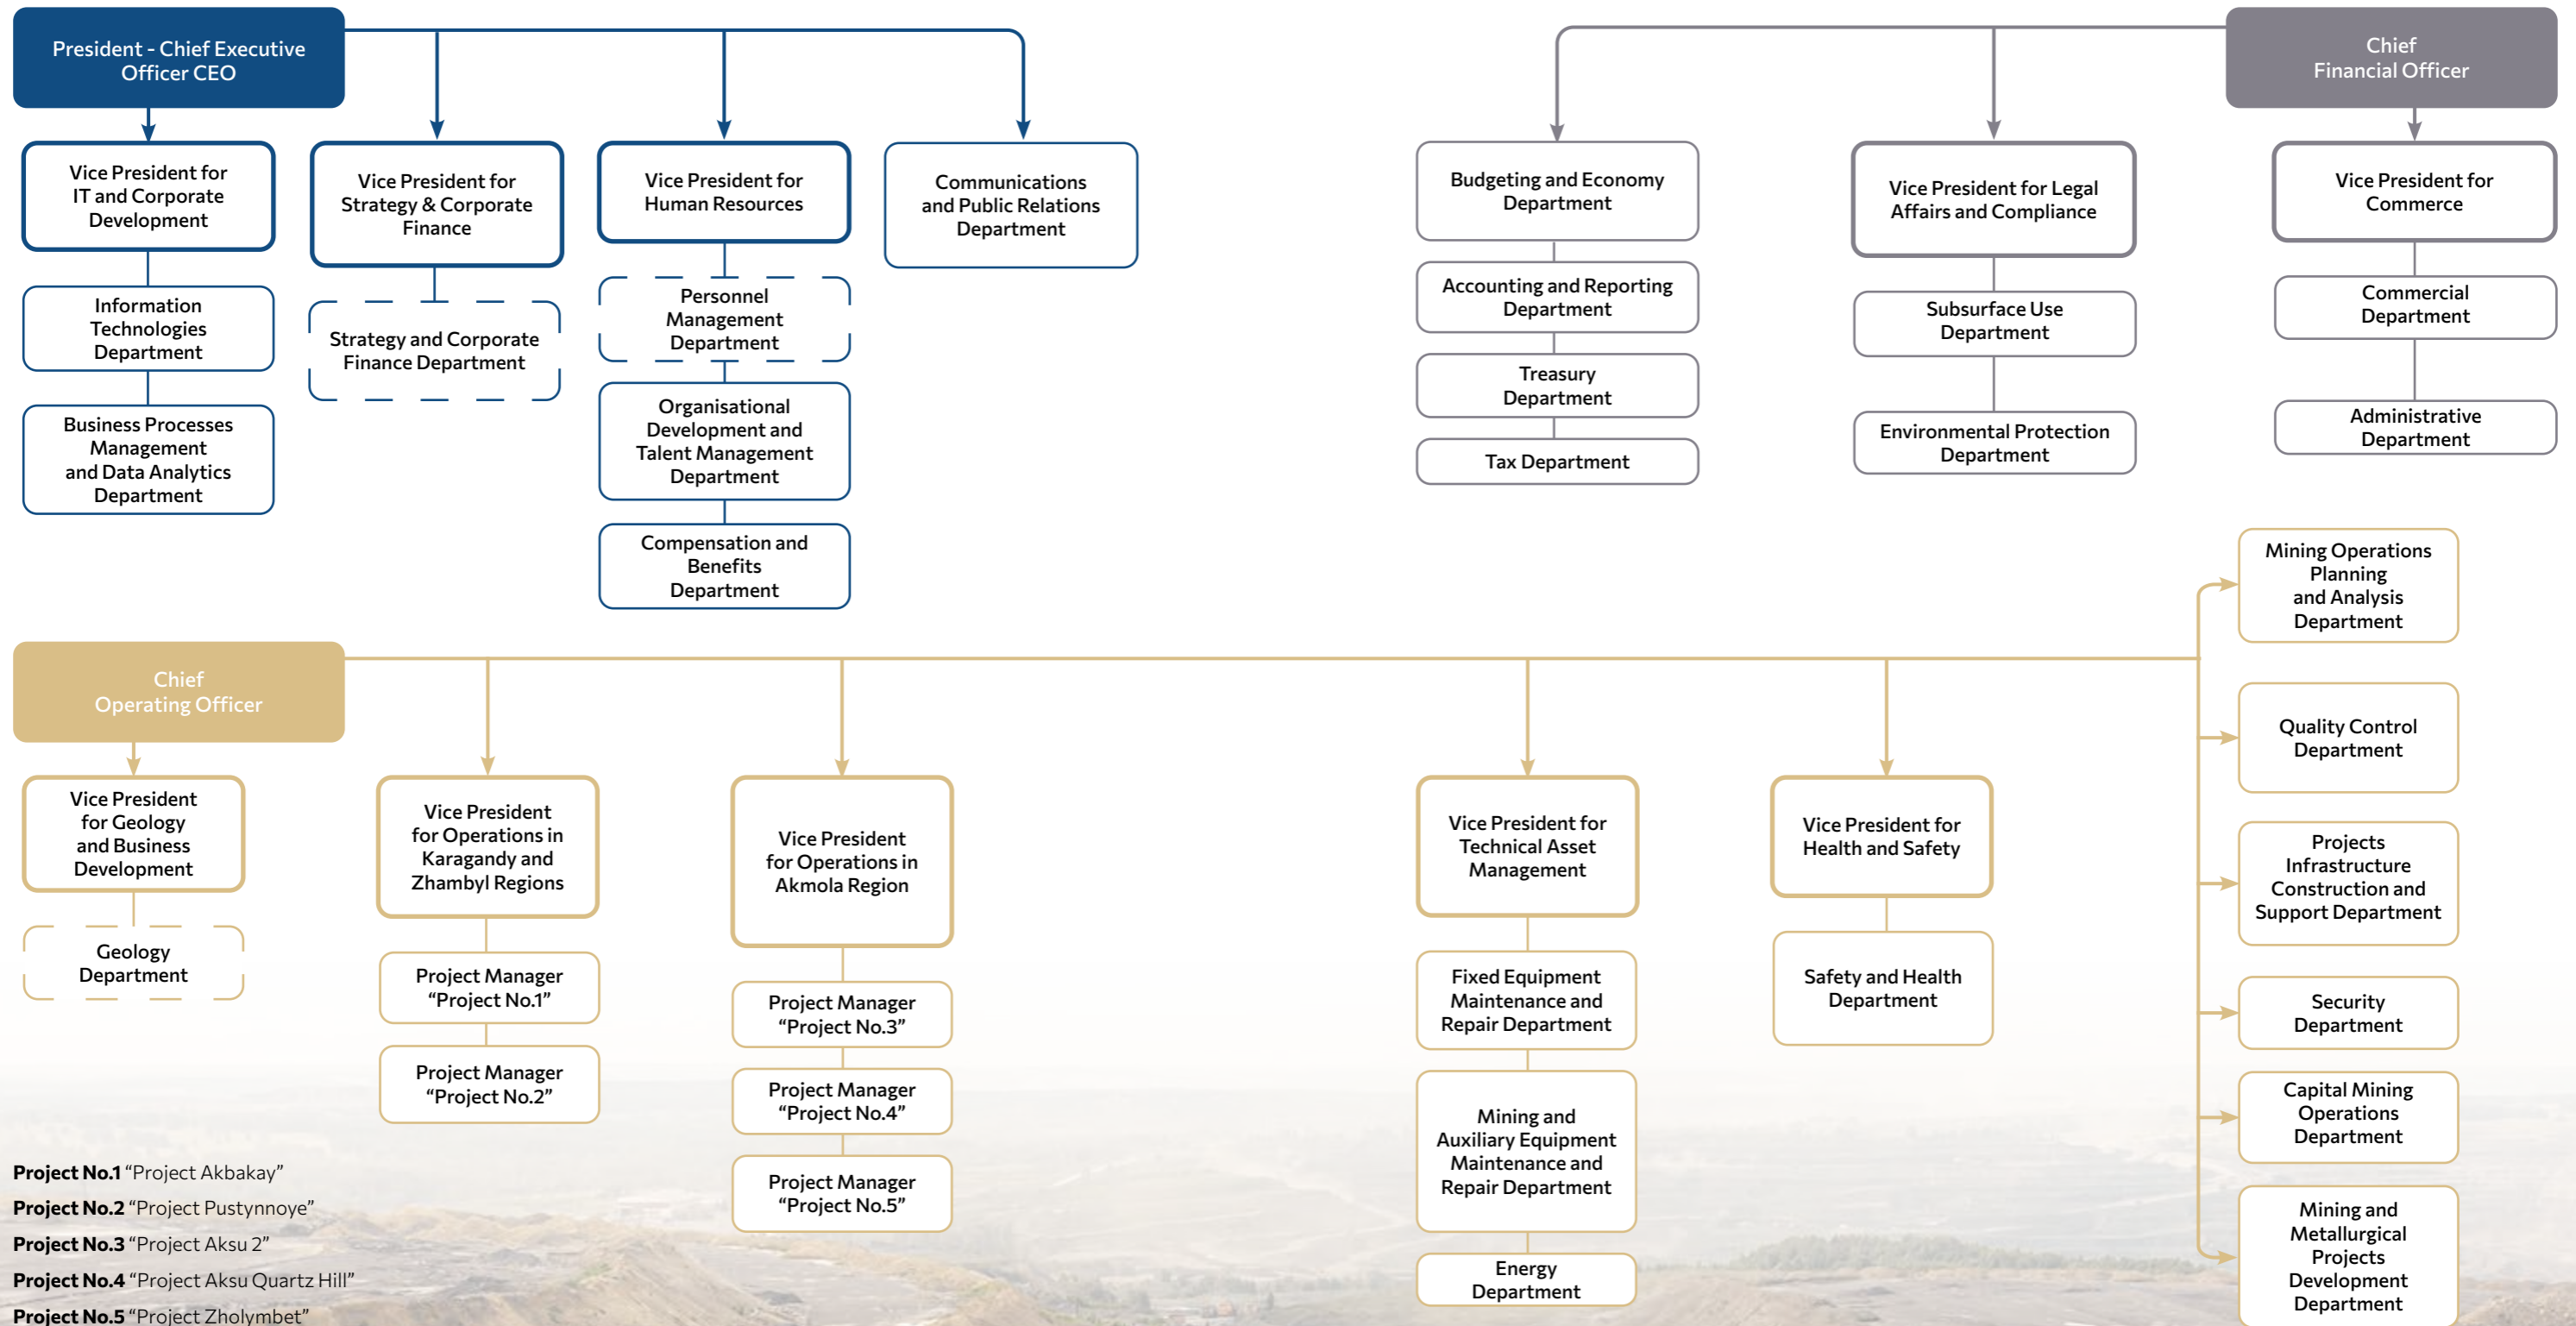 President - Chief Executive
Officer CEO
Chief
Financial Officer
Vice President for
IT and Corporate
Development
Information
Technologies
Department
Business Processes
Management
and Data Analytics
Department
Vice President for
Strategy & Corporate
Finance
Strategy and Corporate
Finance Department
Vice President for
Human Resources
Personnel
Management
Department
Organisational
Development and
Talent Management
Department
Compensation and
Benefits
Department
Communications
and Public Relations
Department
Budgeting and Economy
Department
Accounting and Reporting
Department
Treasury
Department
Tax Department
Vice President for Legal
Affairs and Compliance
Subsurface Use
Department
Environmental Protection
Department
Vice President for
Commerce
Commercial
Department
Administrative
Department
Chief
Operating Officer
Vice President
for Geology
and Business
Development
Geology
Department
Vice President
for Operations in
Karagandy and
Zhambyl Regions
Project Manager
“Project No.1”
Project Manager
“Project No.2”
Vice President
for Operations in
Akmola Region
Project Manager
“Project No.3”
Project Manager
“Project No.4”
Project Manager
“Project No.5”
Vice President for
Technical Asset
Management
Fixed Equipment
Maintenance and
Repair Department
Mining and
Auxiliary Equipment
Maintenance and
Repair Department
Energy
Department
Vice President for
Health and Safety
Safety and Health
Department
Mining Operations
Planning
and Analysis
Department
Quality Control
Department
Projects
Infrastructure
Construction and
Support Department
Security
Department
Capital Mining
Operations
Department
Mining and
Metallurgical
Projects
Development
Department
Project No.1 “Project Akbakay”
Project No.2 “Project Pustynnoye”
Project No.3 “Project Aksu 2”
Project No.4 “Project Aksu Quartz Hill”
Project No.5 “Project Zholymbet”